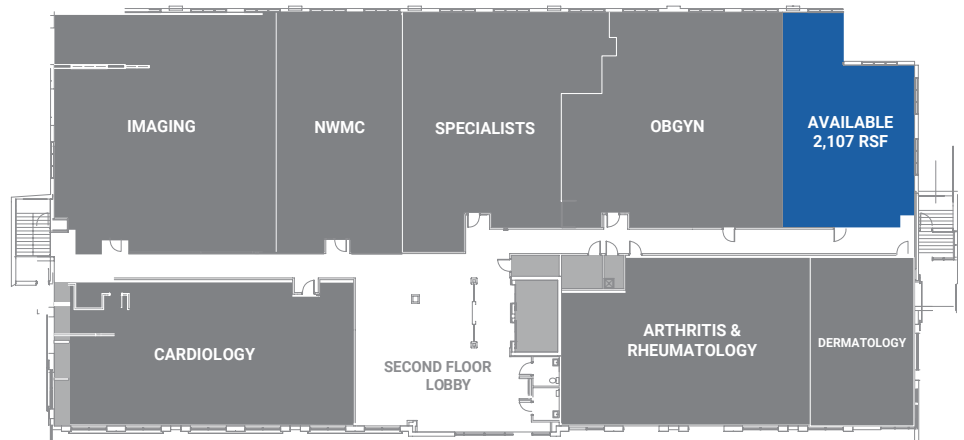 IMAGING
NWMC
SPECIALISTS
OBGYN
AVAILABLE
2,107 RSF
CARDIOLOGY
SECOND FLOOR
LOBBY
ARTHRITIS &
RHEUMATOLOGY
DERMATOLOGY